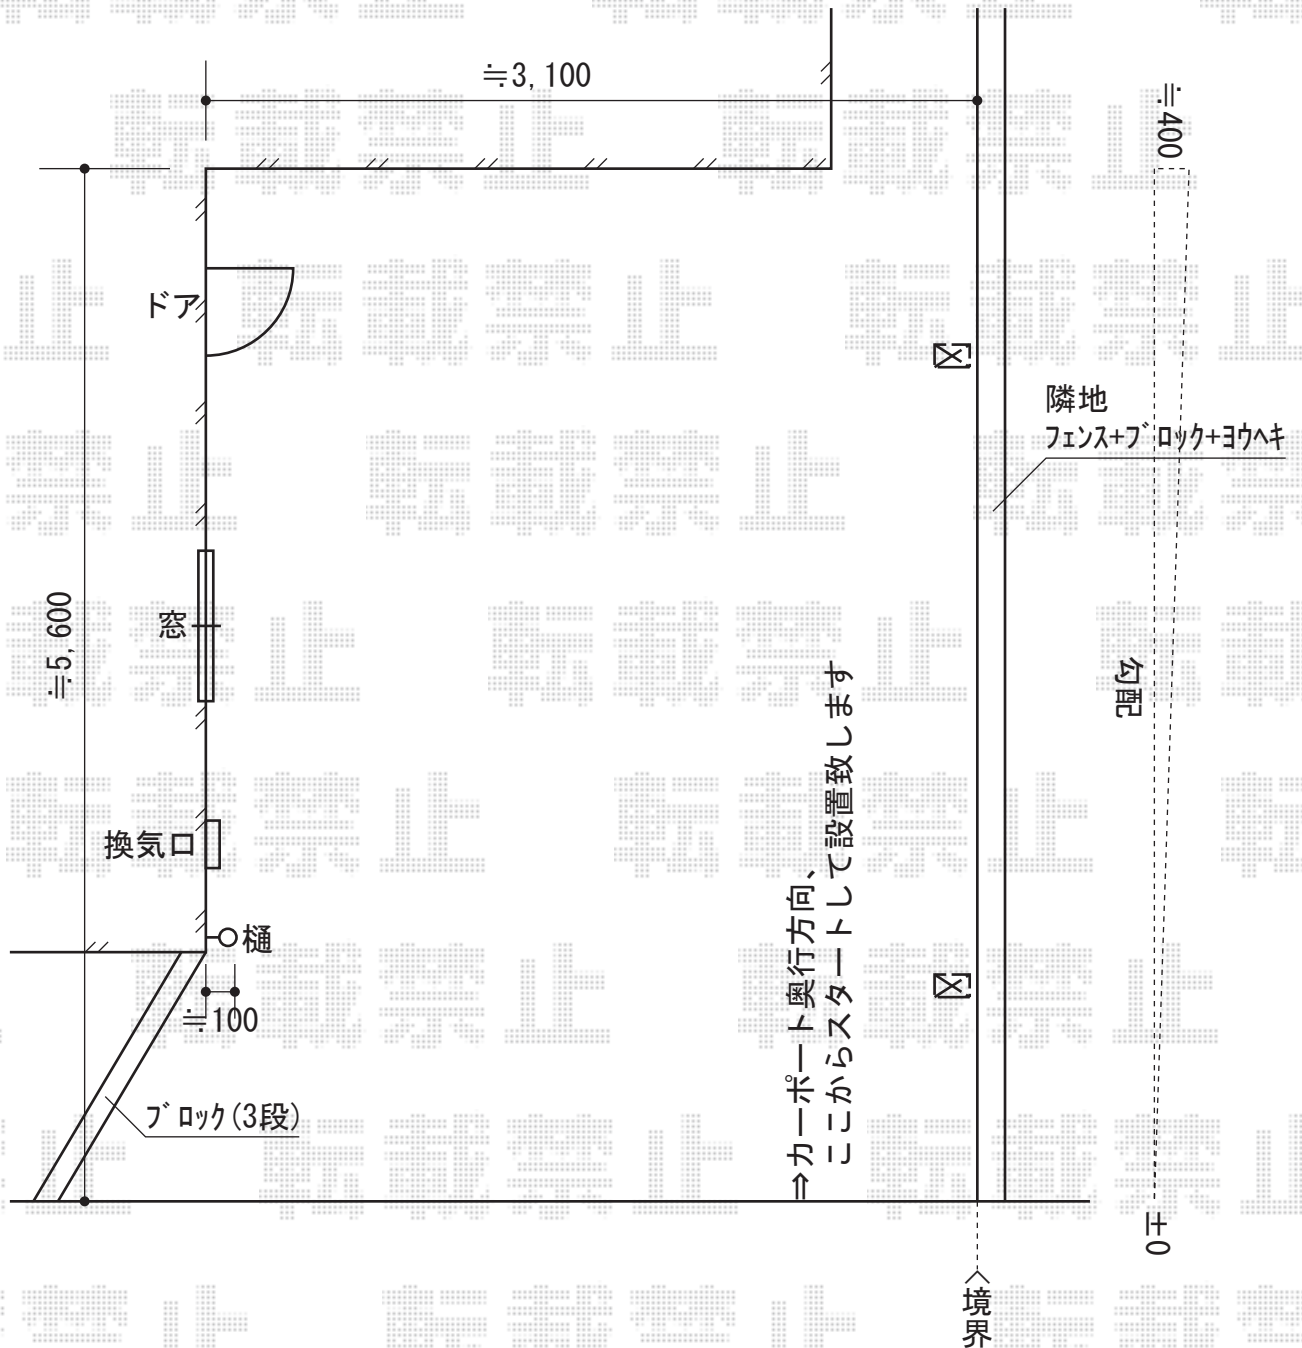 ≒3,100
≒400
ドア
隣地
フェンス+ブロック+ヨウヘキ
≒5,600
窓
勾配
換気口
樋
≒100
⇒カーポート奥行方向、
ここからスタートして設置致します
ブロック(3段)
±0
境界
転載禁止